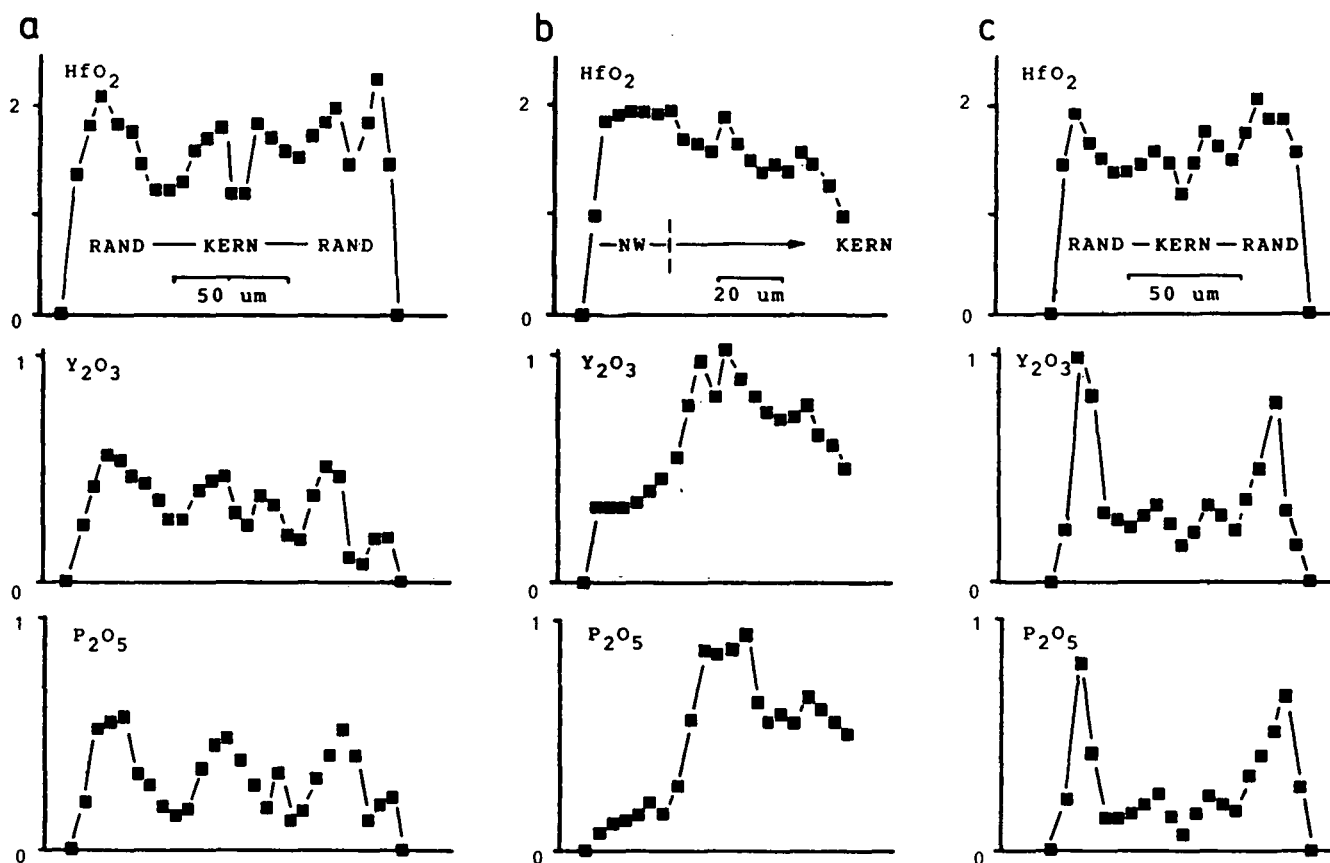 a
HfO2
2
0
RAND — KERN — RAND
50 um
Y2O3
1
0
P2O5
1
0
b
HfO2
2
0
NW
KERN
20 um
Y2O3
1
0
P2O5
1
0
c
HfO2
2
0
RAND — KERN — RAND
50 um
Y2O3
1
0
P2O5
1
0